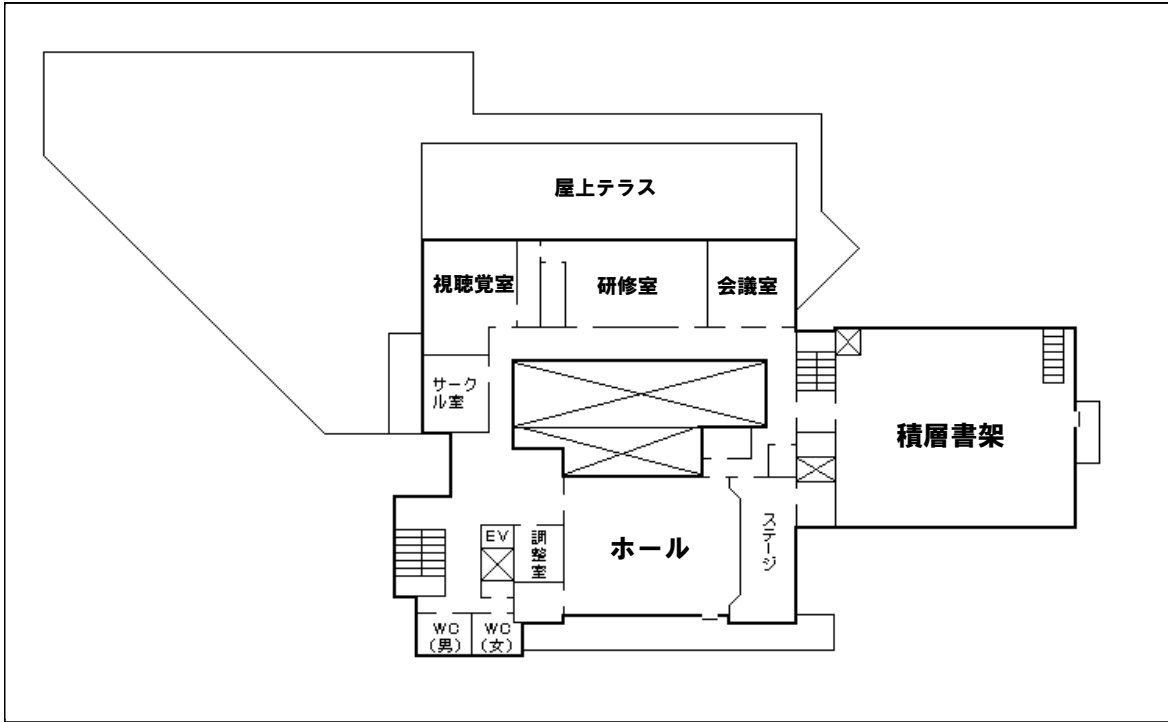 屋上テラス
視聴覚室
研修室
会議室
サーク
ル室
積層書架
EV
調整室
ホール
ステージ
WC
(男)
WC
(女)